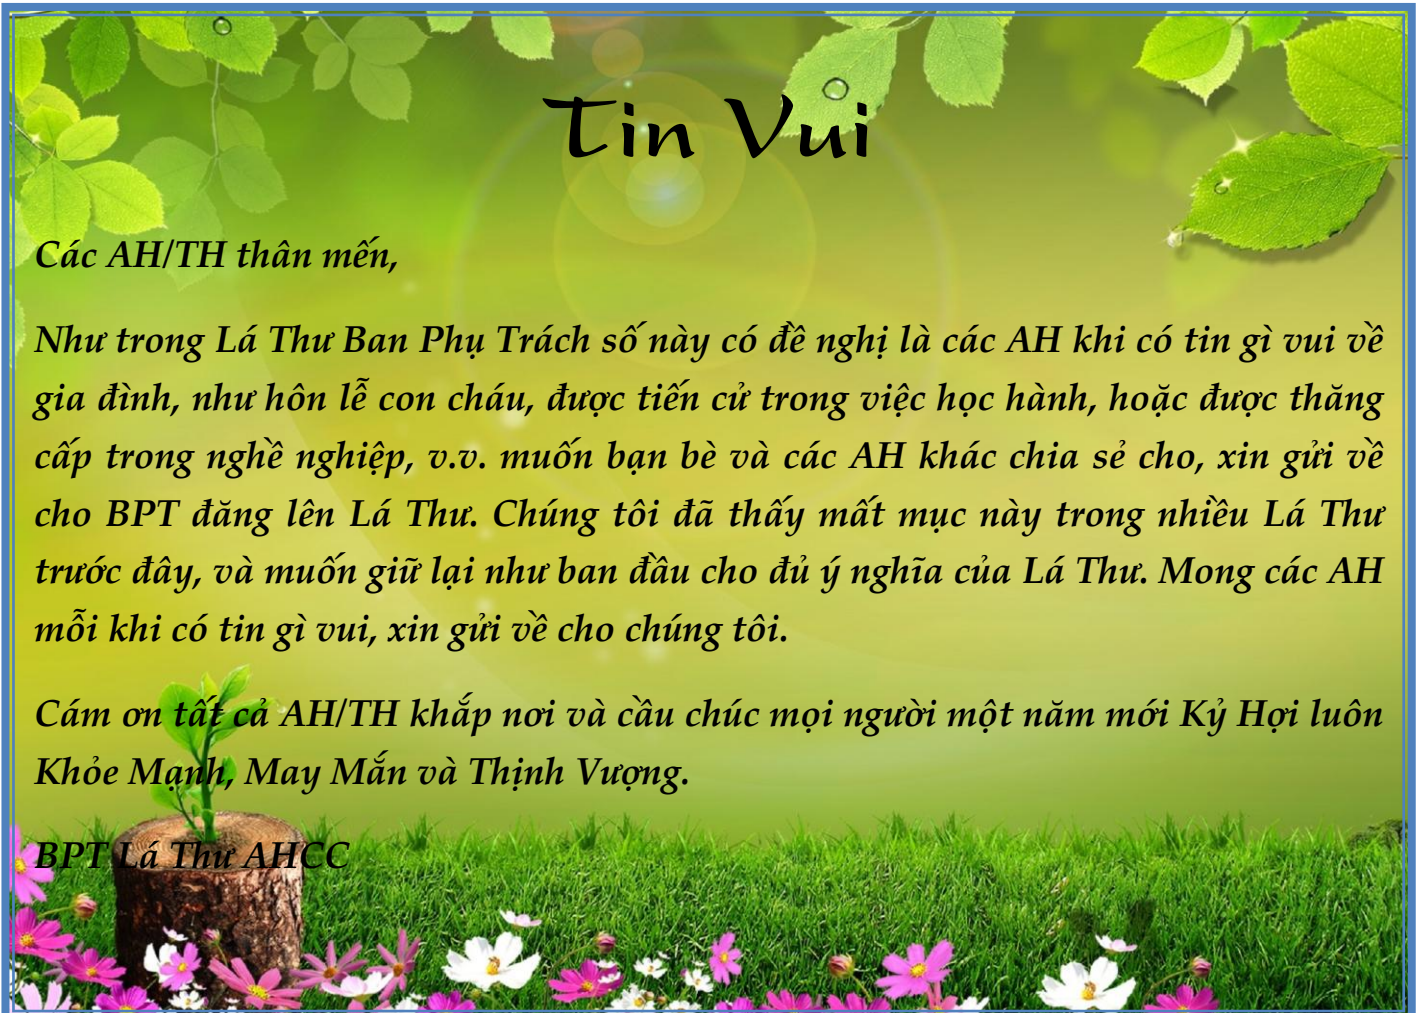 Tin Vui
Các AH/TH thân mến,
Như trong Lá Thư Ban Phụ Trách số này có đề nghị là các AH khi có tin gì vui về
gia đình, như hôn lễ con cháu, được tiến cử trong việc học hành, hoặc được thăng
cấp trong nghề nghiệp, v.v. muốn bạn bè và các AH khác chia sẻ cho, xin gửi về
cho BPT đăng lên Lá Thư. Chúng tôi đã thấy mất mục này trong nhiều Lá Thư
trước đây, và muốn giữ lại như ban đầu cho đủ ý nghĩa của Lá Thư. Mong các AH
mỗi khi có tin gì vui, xin gửi về cho chúng tôi.
Cám ơn tất cả AH/TH khắp nơi và cầu chúc mọi người một năm mới Kỷ Hợi luôn
Khỏe Mạnh, May Mắn và Thịnh Vượng.
BPT Lá Thư AHCC